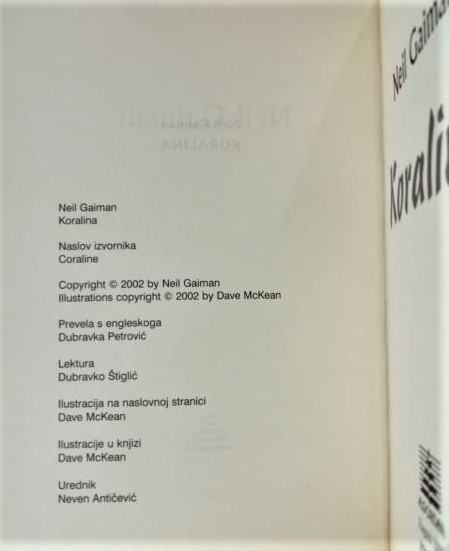 Neil Gaiman
Koralina
Naslov izvornika
Coraline
Copyright © 2002 by Neil Gaiman
Illustrations copyright © 2002 by Dave McKean
Prevela s engleskoga
Dubravka Petrović
Lektura
Dubravko Štiglić
Ilustracija na naslovnoj stranici
Dave McKean
Ilustracije u knjizi
Dave McKean
Urednik
Neven Antičević
Neil